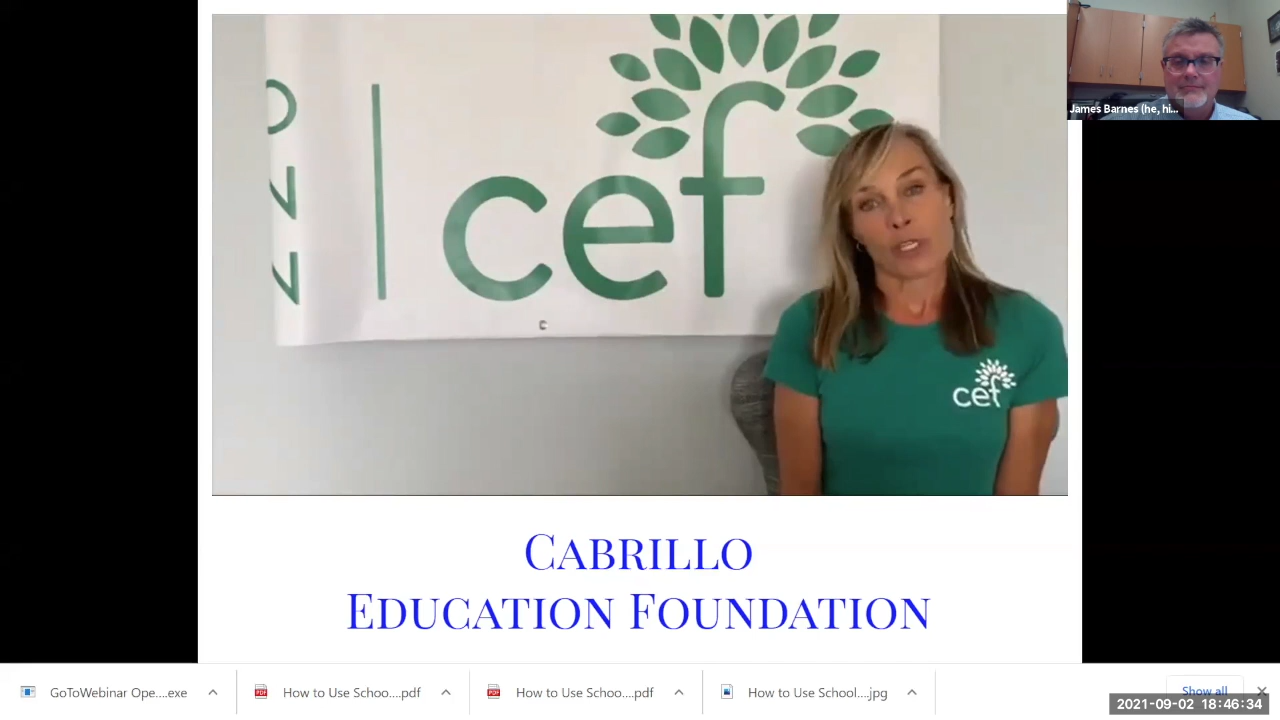 cef
James Barnes (he, hi...
cef
CABRILLO
EDUCATION FOUNDATION
GoToWebinar Ope....exe
How to Use Schoo....pdf
How to Use Schoo....pdf
How to Use School....jpg
Show all
2021-09-02 18:46:34